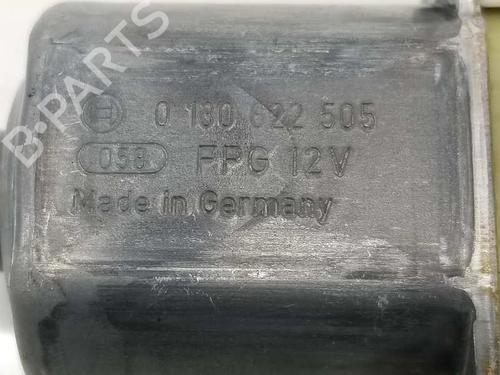 0 130 822 505
058 FPG 12V
Made in Germany
B-PARTS